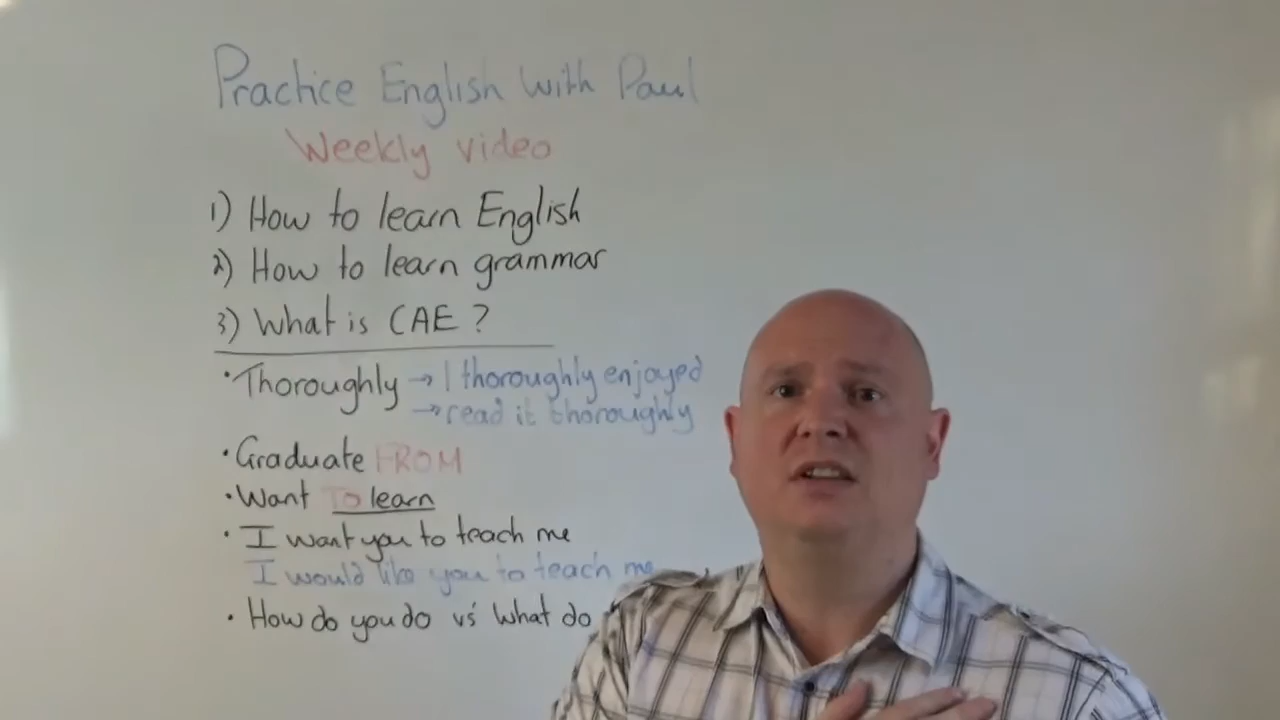 Practice English with Paul
Weekly video
1) How to learn English
2) How to learn grammar
3) What is CAE ?
· Thoroughly → I thoroughly enjoyed
→ read it thoroughly
· Graduate FROM
· Want TO learn
· I want you to teach me
I would like you to teach me
· How do you do vs' What do